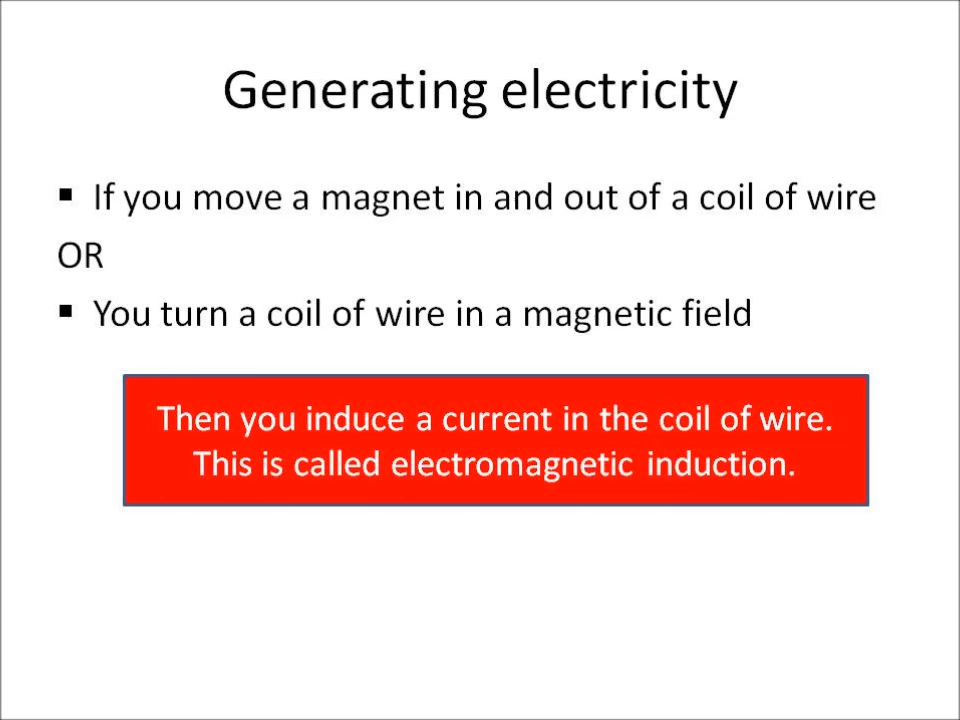 Generating electricity
▪ If you move a magnet in and out of a coil of wire
OR
▪ You turn a coil of wire in a magnetic field
Then you induce a current in the coil of wire.
This is called electromagnetic induction.